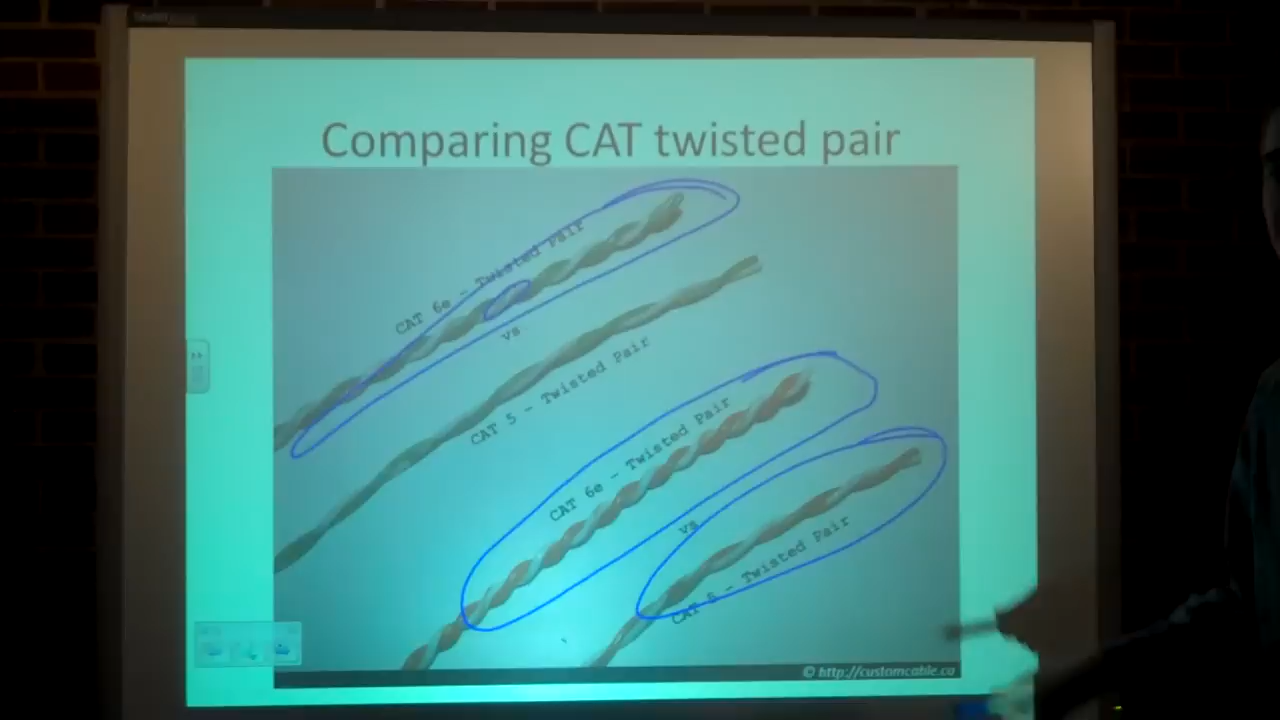 Comparing CAT twisted pair
CAT 6e - Twisted Pair
vs
CAT 5 - Twisted Pair
CAT 6e - Twisted Pair
vs
CAT 5 - Twisted Pair
© http://customcable.ca